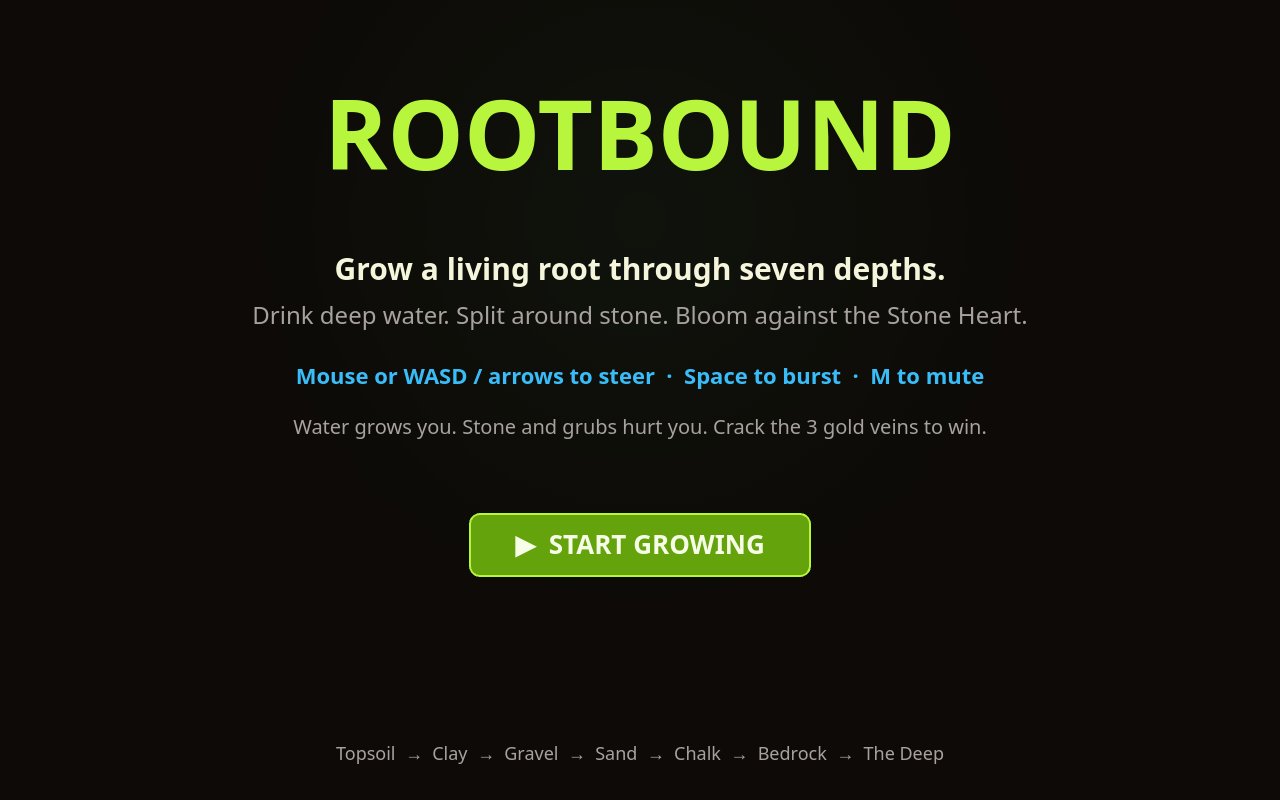 ROOTBOUND
Grow a living root through seven depths.
Drink deep water. Split around stone. Bloom against the Stone Heart.
Mouse or WASD / arrows to steer · Space to burst · M to mute
Water grows you. Stone and grubs hurt you. Crack the 3 gold veins to win.
▶ START GROWING
Topsoil → Clay → Gravel → Sand → Chalk → Bedrock → The Deep